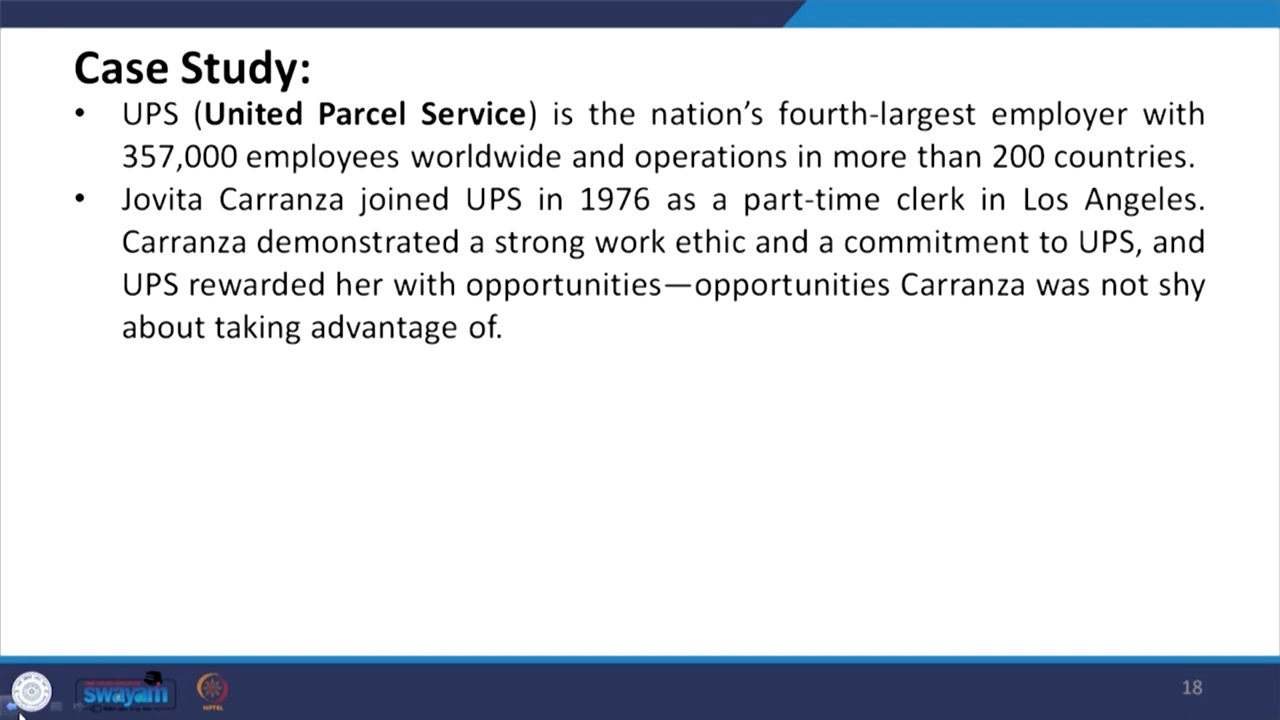 Case Study:
• UPS (United Parcel Service) is the nation's fourth-largest employer with
357,000 employees worldwide and operations in more than 200 countries.
• Jovita Carranza joined UPS in 1976 as a part-time clerk in Los Angeles.
Carranza demonstrated a strong work ethic and a commitment to UPS, and
UPS rewarded her with opportunities—opportunities Carranza was not shy
about taking advantage of.
swayam
NPTEL
18